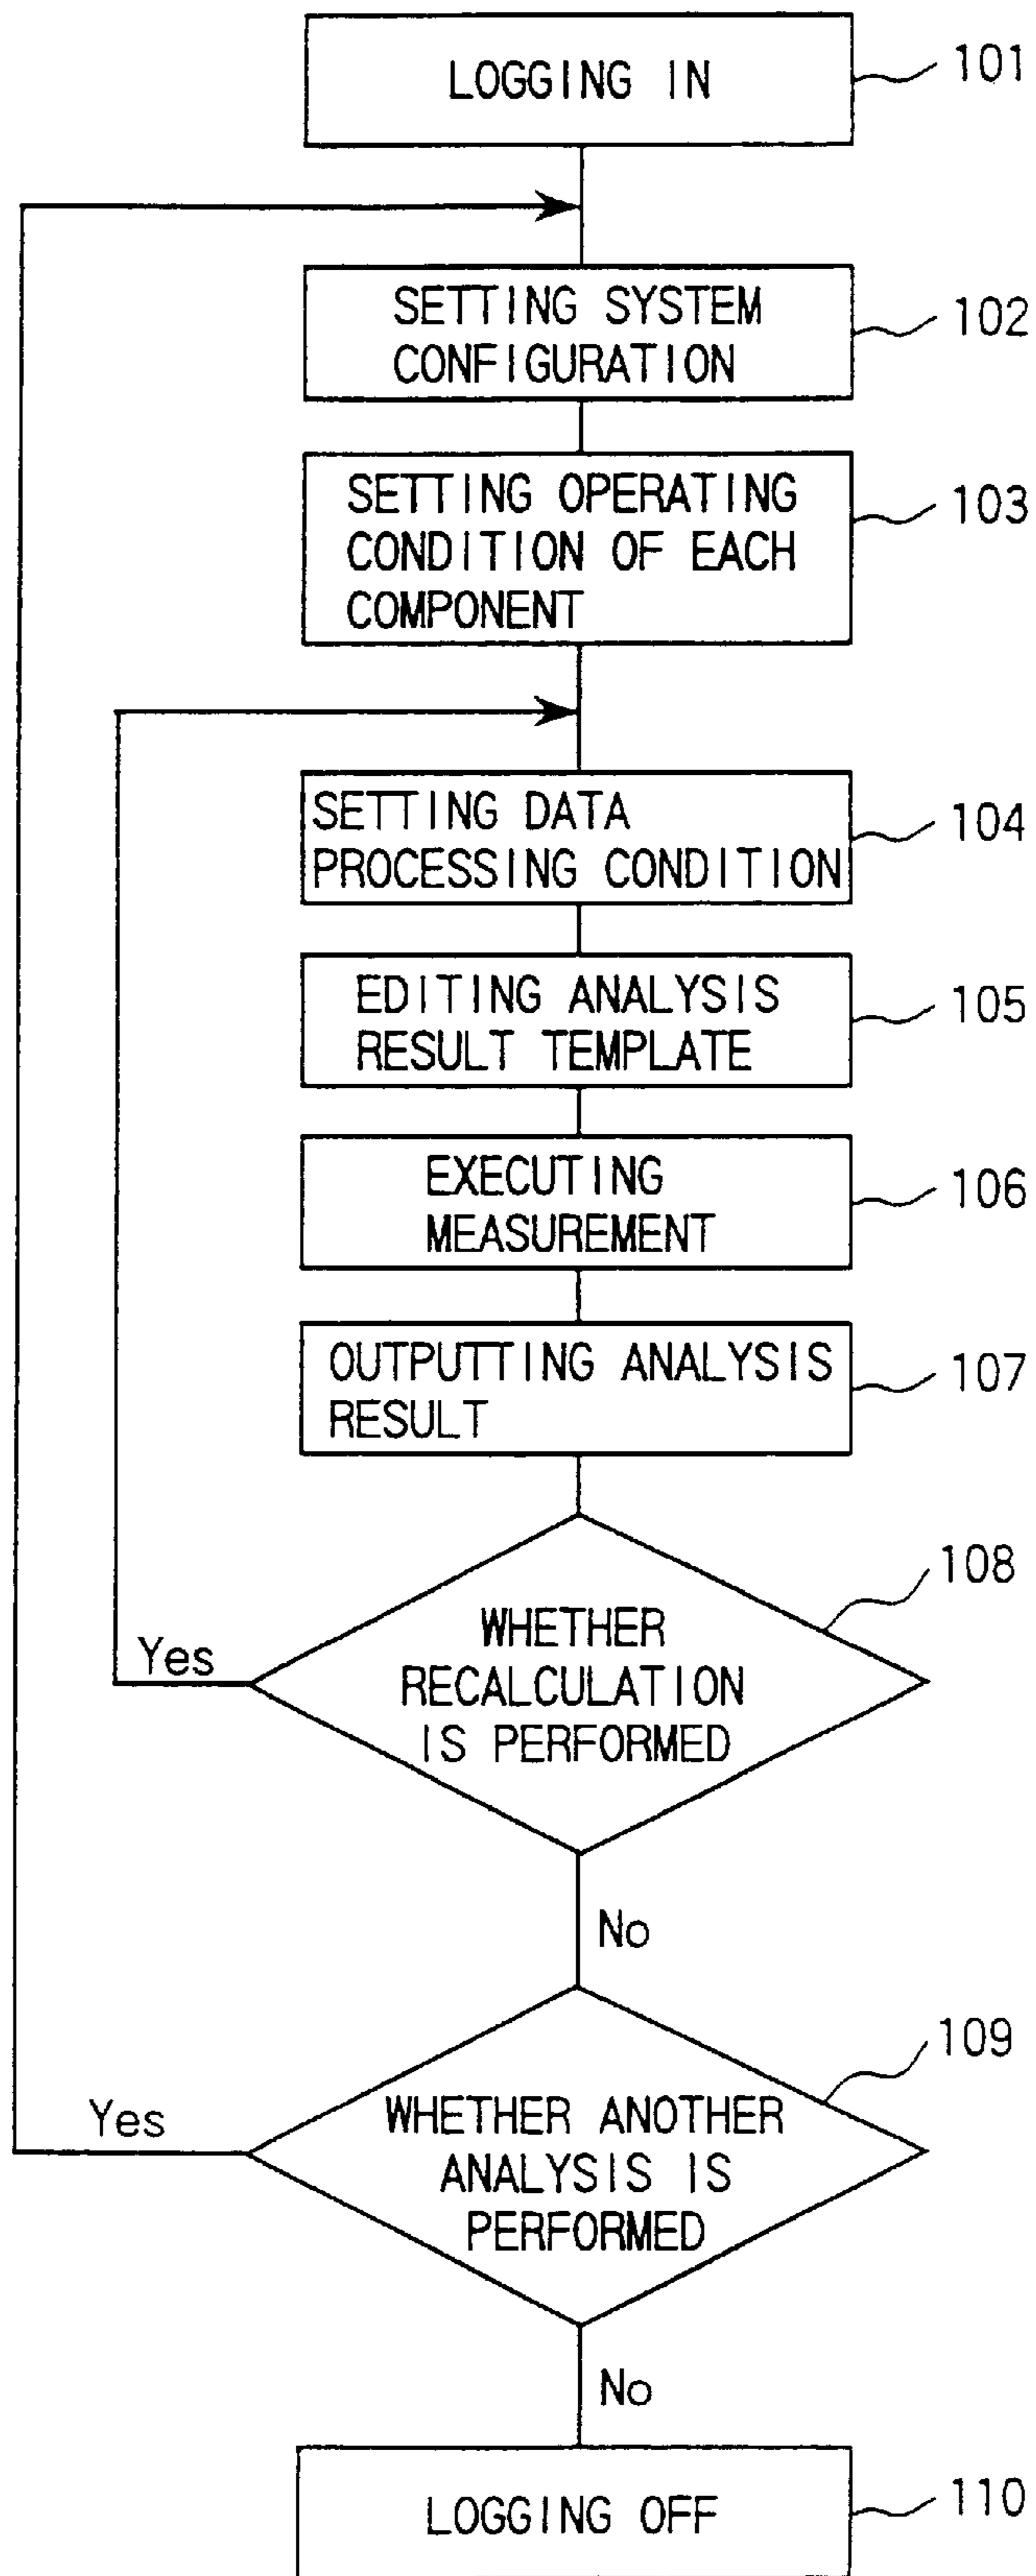 LOGGING IN
101
SETTING SYSTEM
CONFIGURATION
102
SETTING OPERATING
CONDITION OF EACH
COMPONENT
103
SETTING DATA
PROCESSING CONDITION
104
EDITING ANALYSIS
RESULT TEMPLATE
105
EXECUTING
MEASUREMENT
106
OUTPUTTING ANALYSIS
RESULT
107
108
WHETHER
RECALCULATION
IS PERFORMED
Yes
No
109
WHETHER ANOTHER
ANALYSIS IS
PERFORMED
Yes
No
LOGGING OFF
110